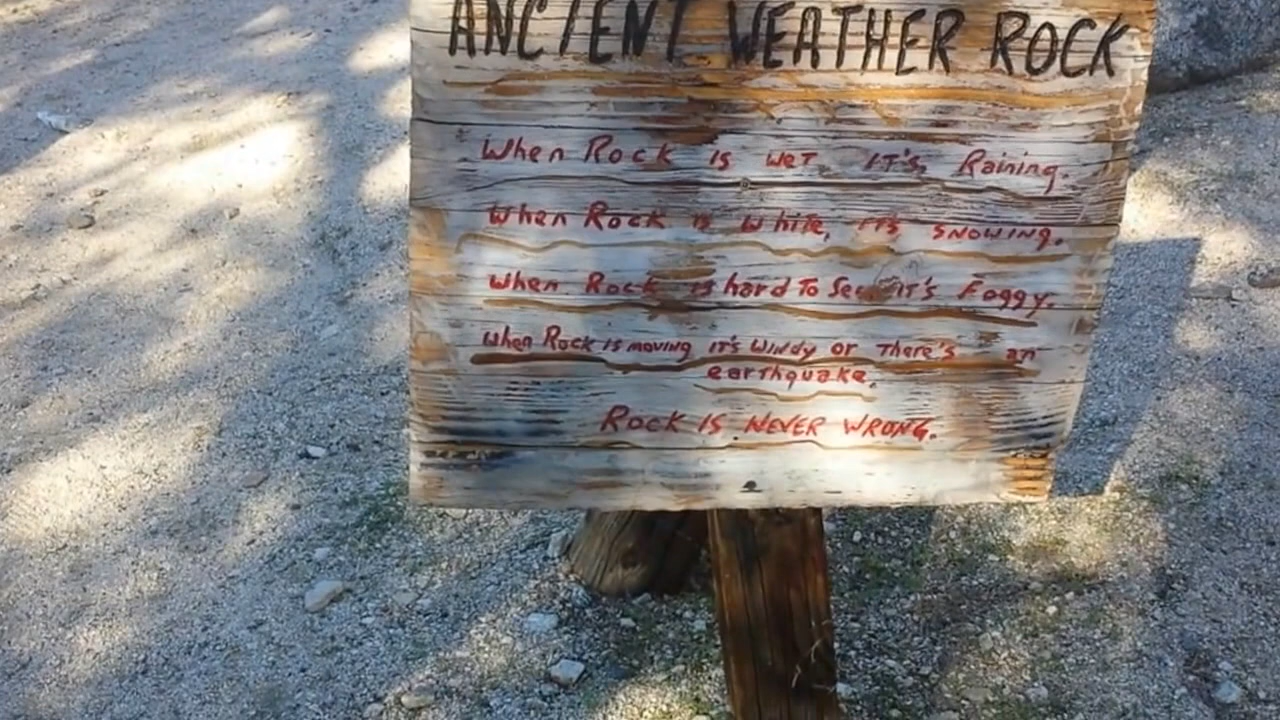 ANCIENT WEATHER ROCK
When Rock is wet it's Raining.
When Rock is white, it's snowing.
When Rock is hard To See it's Foggy.
When Rock is moving it's Windy or There's an
earthquake.
ROCK IS NEVER WRONG.